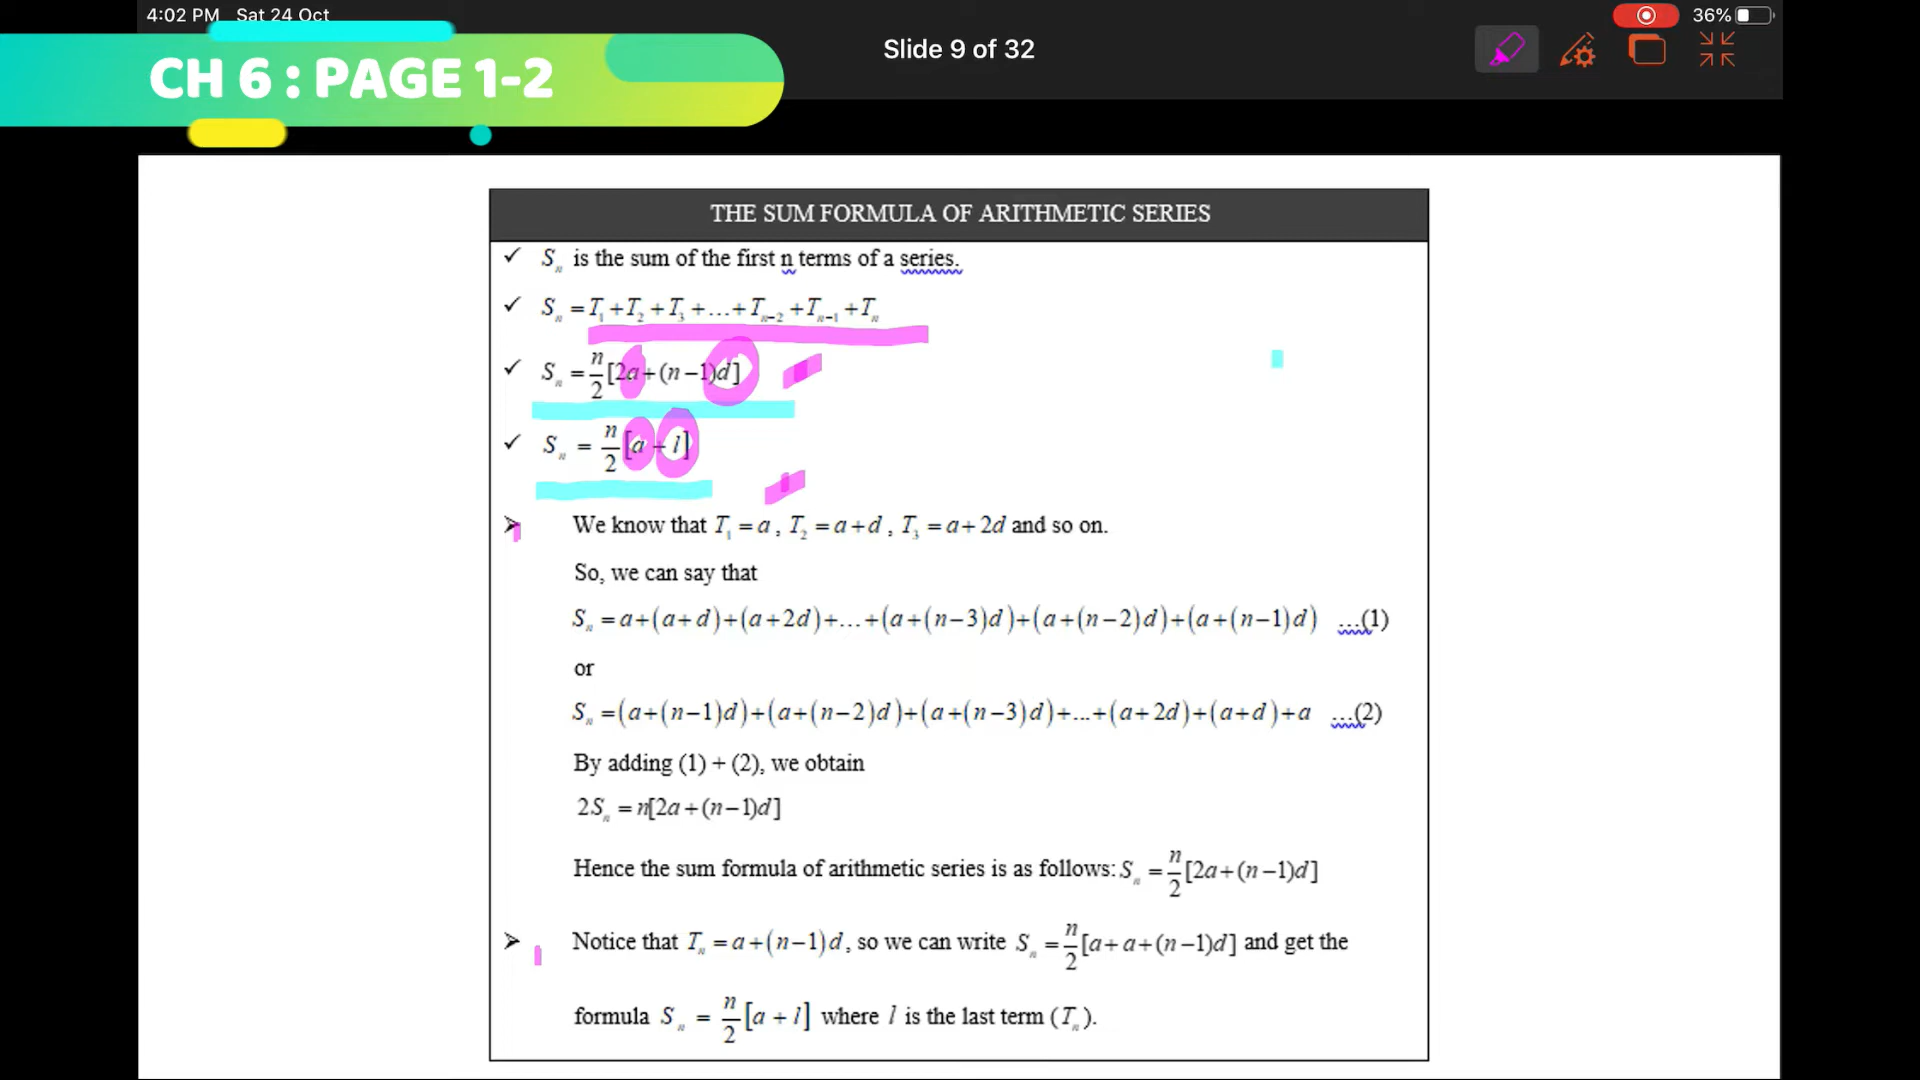 4:02 PM Sat 24 Oct
36%
CH 6 : PAGE 1-2
Slide 9 of 32
THE SUM FORMULA OF ARITHMETIC SERIES
✓ Sₙ is the sum of the first n terms of a series.
✓ Sₙ = T₁ + T₂ + T₃ + ... + Tₙ₋₂ + Tₙ₋₁ + Tₙ
✓ Sₙ = n/2 [2a + (n−1)d]
✓ Sₙ = n/2 [a + l]
➢ We know that T₁ = a , T₂ = a + d , T₃ = a + 2d and so on.
So, we can say that
Sₙ = a + (a + d) + (a + 2d) + ... + (a + (n−3)d) + (a + (n−2)d) + (a + (n−1)d) ...(1)
or
Sₙ = (a + (n−1)d) + (a + (n−2)d) + (a + (n−3)d) + ... + (a + 2d) + (a + d) + a ...(2)
By adding (1) + (2), we obtain
2Sₙ = n[2a + (n−1)d]
Hence the sum formula of arithmetic series is as follows: Sₙ = n/2 [2a + (n−1)d]
➢ Notice that Tₙ = a + (n−1)d, so we can write Sₙ = n/2 [a + a + (n−1)d] and get the
formula Sₙ = n/2 [a + l] where l is the last term (Tₙ).